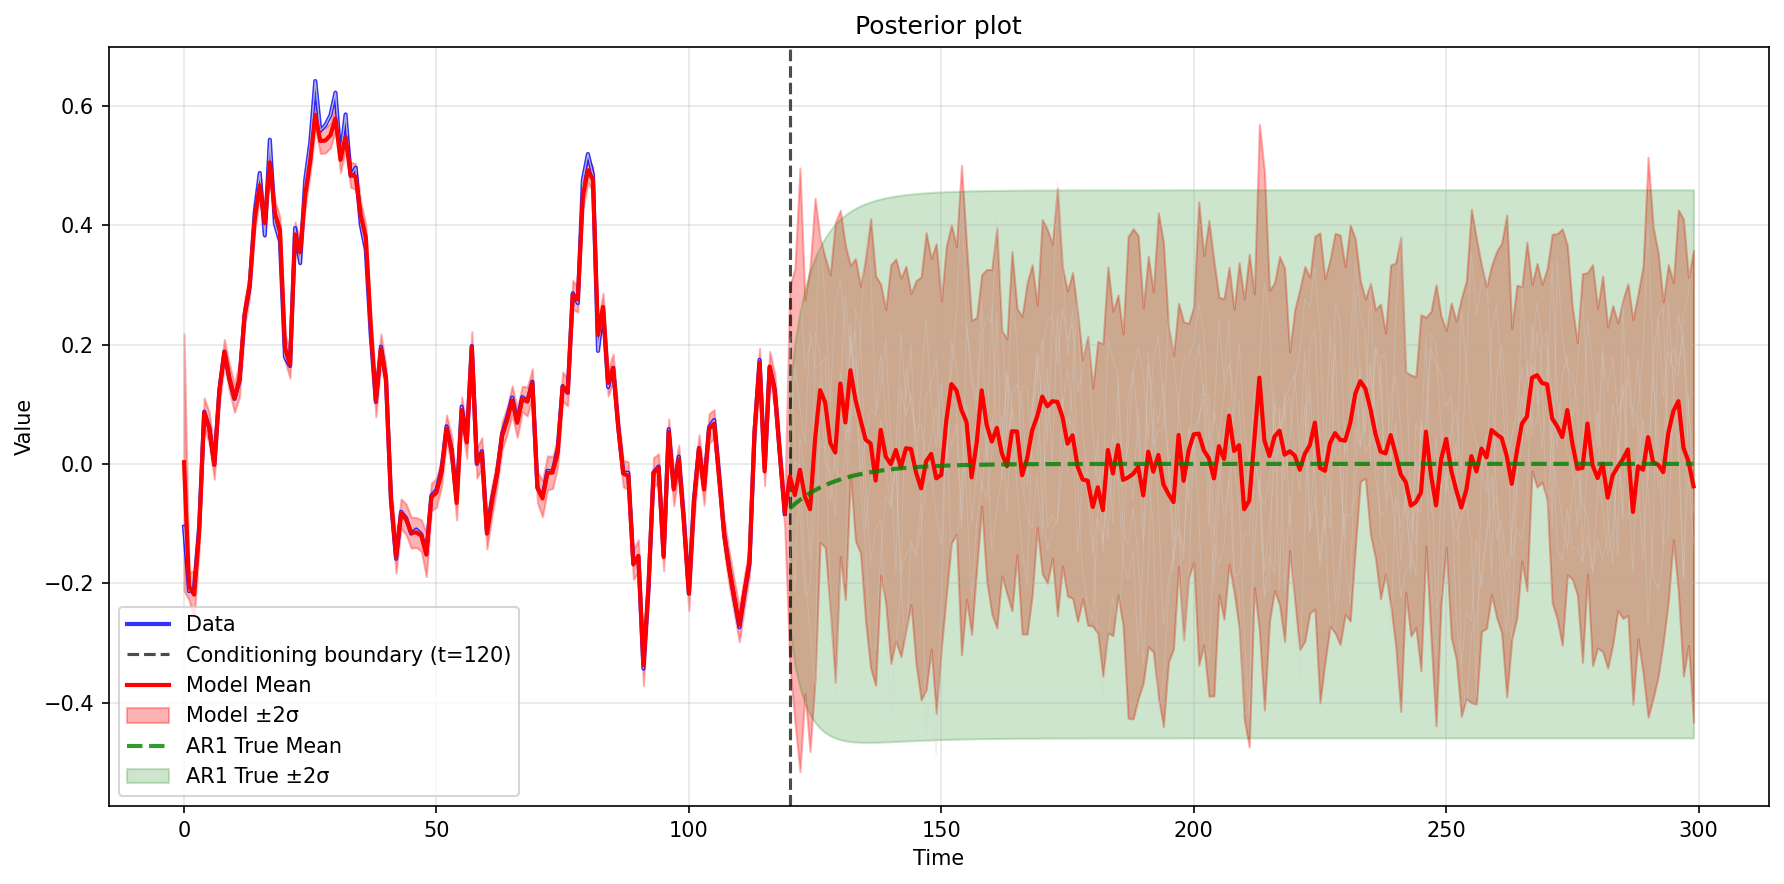 Posterior plot
Value
0.6
0.4
0.2
0.0
−0.2
−0.4
Data
Conditioning boundary (t=120)
Model Mean
Model ±2σ
AR1 True Mean
AR1 True ±2σ
0 50 100 150 200 250 300
Time